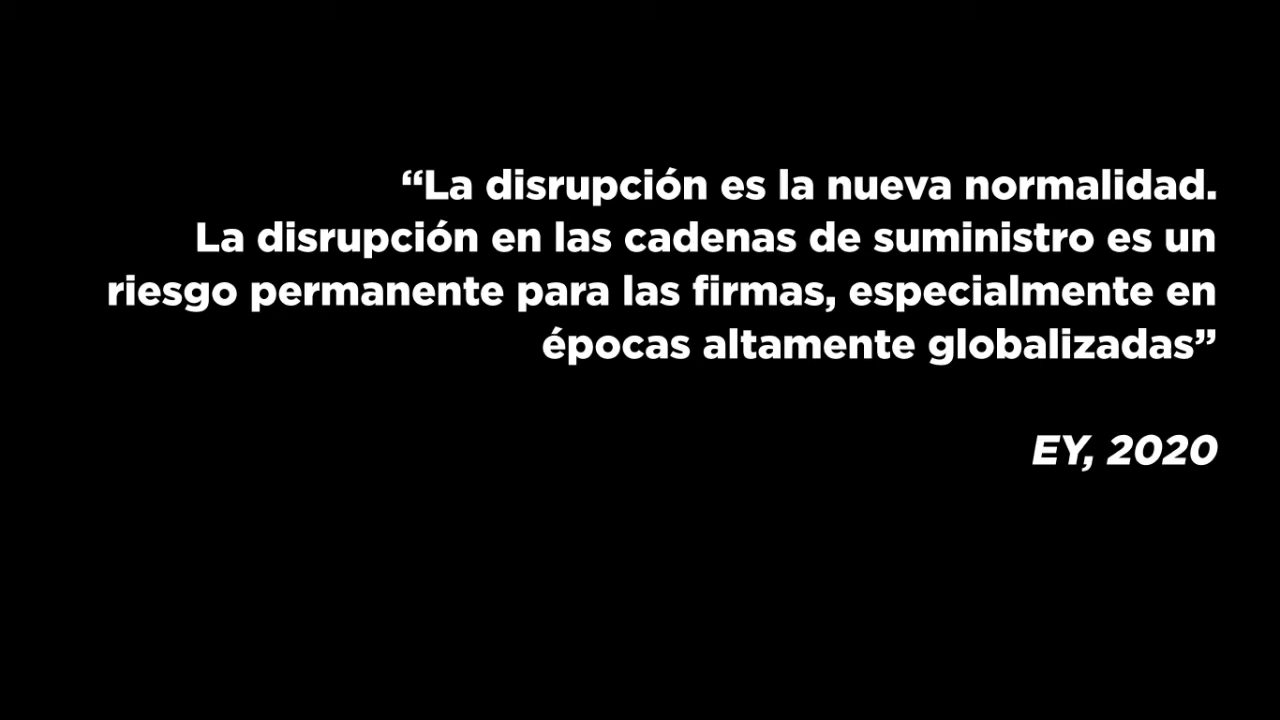 “La disrupción es la nueva normalidad.
La disrupción en las cadenas de suministro es un
riesgo permanente para las firmas, especialmente en
épocas altamente globalizadas”
EY, 2020